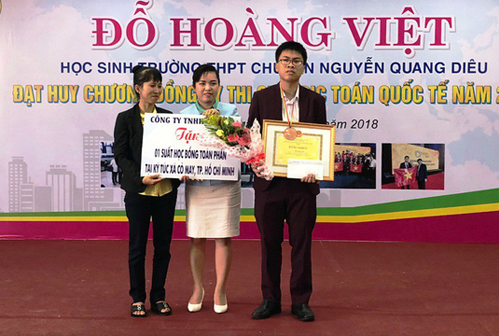 ĐỖ HOÀNG VIỆT
HỌC SINH TRƯỜNG THPT CHUYÊN NGUYỄN QUANG DIÊU
ĐẠT HUY CHƯƠNG ĐỒNG THI TOÁN QUỐC TẾ NĂM
năm 2018
CÔNG TY TNHH
Tặng
01 SUẤT HỌC BỔNG TOÀN PHẦN
TẠI KÝ TÚC XÁ CỎ MAY, TP. HỒ CHÍ MINH